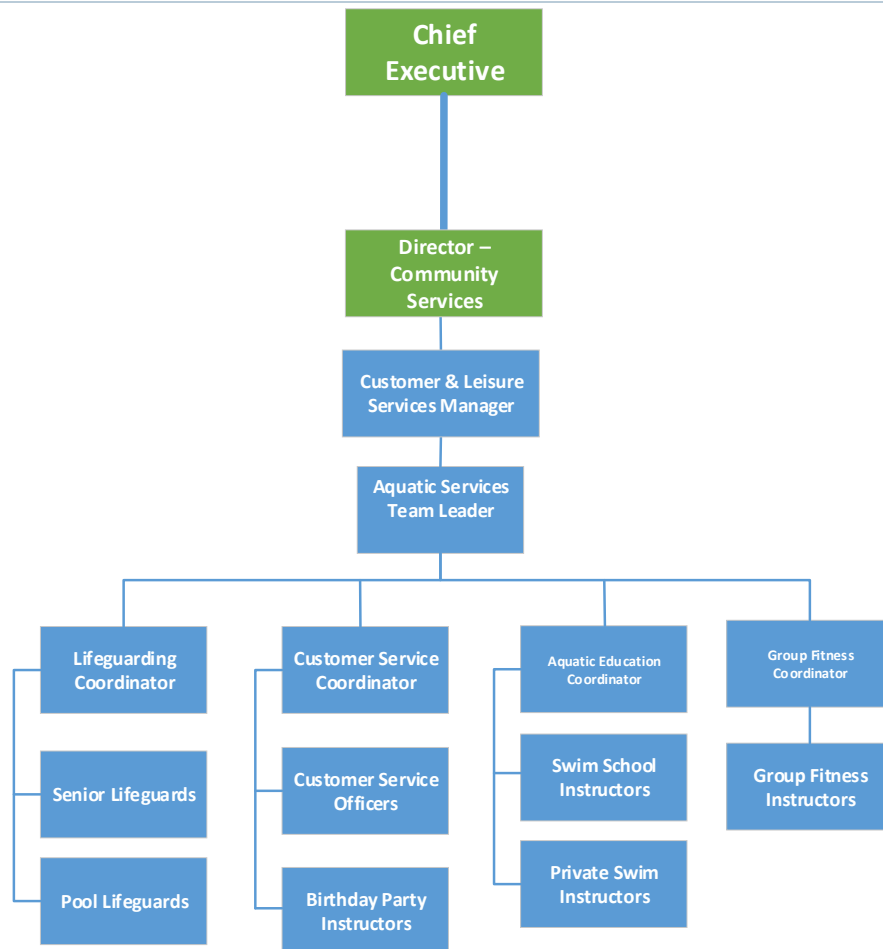 Chief
Executive
Director –
Community
Services
Customer & Leisure
Services Manager
Aquatic Services
Team Leader
Lifeguarding
Coordinator
Customer Service
Coordinator
Aquatic Education
Coordinator
Group Fitness
Coordinator
Senior Lifeguards
Customer Service
Officers
Swim School
Instructors
Group Fitness
Instructors
Pool Lifeguards
Birthday Party
Instructors
Private Swim
Instructors